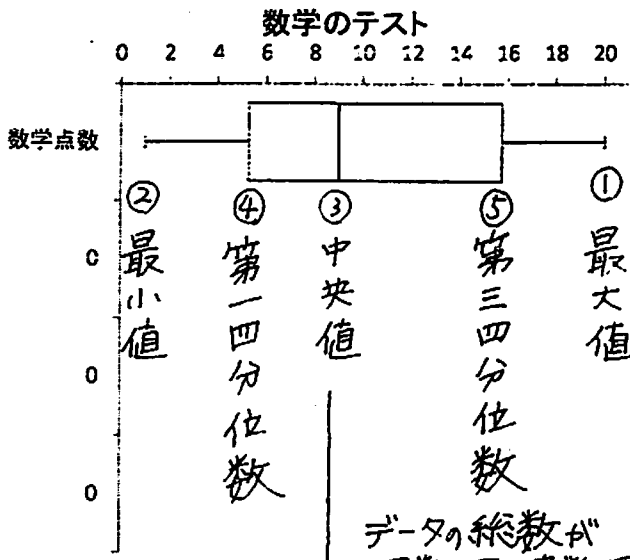 数学のテスト
0 2 4 6 8 10 12 14 16 18 20
数学点数
② ④ ③ ⑤ ①
最小値
第一四分位数
中央値
第三四分位数
最大値
0
0
0
データの総数が